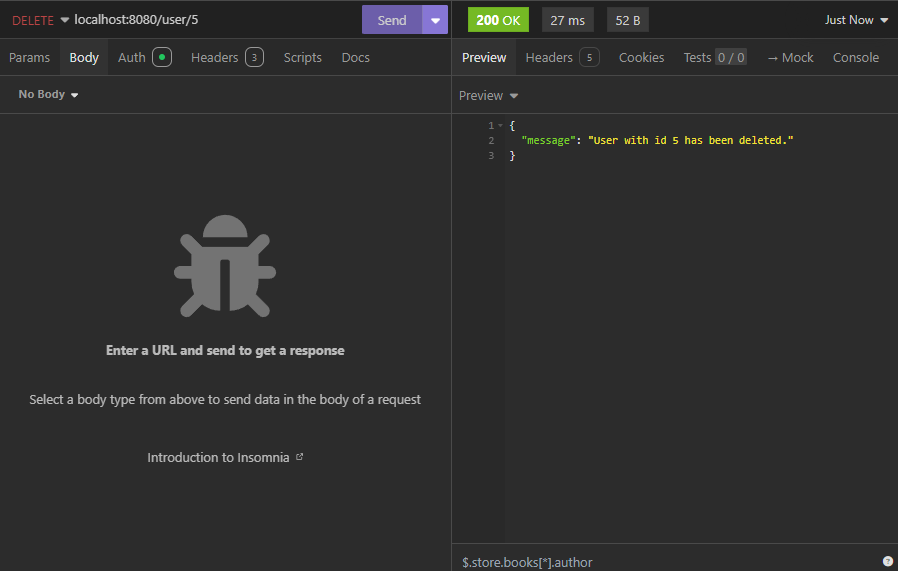 DELETE localhost:8080/user/5 Send
200 OK 27 ms 52 B Just Now
Params Body Auth Headers 3 Scripts Docs
Preview Headers 5 Cookies Tests 0 / 0 → Mock Console
No Body
Preview
1 {
2 "message": "User with id 5 has been deleted."
3 }
Enter a URL and send to get a response
Select a body type from above to send data in the body of a request
Introduction to Insomnia
$.store.books[*].author ?